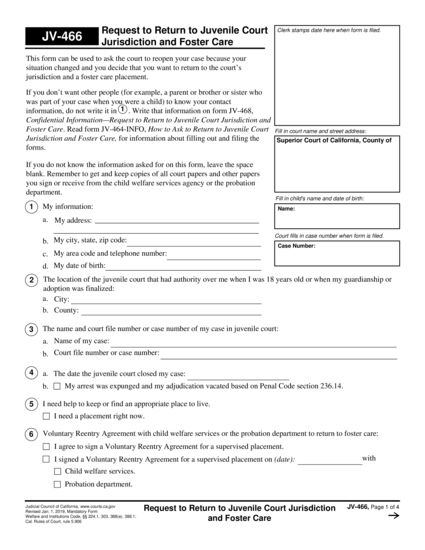 JV-466
Request to Return to Juvenile Court
Jurisdiction and Foster Care
Clerk stamps date here when form is filed.
This form can be used to ask the court to reopen your case because your
situation changed and you decide that you want to return to the court's
jurisdiction and a foster care placement.
If you don't want other people (for example, a parent or brother or sister who
was part of your case when you were a child) to know your contact
information, do not write it in 1. Write that information on form JV-468,
Confidential Information—Request to Return to Juvenile Court Jurisdiction and
Foster Care. Read form JV-464-INFO, How to Ask to Return to Juvenile Court
Jurisdiction and Foster Care, for information about filling out and filing the
forms.
Fill in court name and street address:
Superior Court of California, County of
If you do not know the information asked for on this form, leave the space
blank. Remember to get and keep copies of all court papers and other papers
you sign or receive from the child welfare services agency or the probation
department.
Fill in child's name and date of birth:
Name:
Court fills in case number when form is filed.
Case Number:
1 My information:
a. My address:
b. My city, state, zip code:
c. My area code and telephone number:
d. My date of birth:
2 The location of the juvenile court that had authority over me when I was 18 years old or when my guardianship or
adoption was finalized:
a. City:
b. County:
3 The name and court file number or case number of my case in juvenile court:
a. Name of my case:
b. Court file number or case number:
4 a. The date the juvenile court closed my case:
b. My arrest was expunged and my adjudication vacated based on Penal Code section 236.14.
5 I need help to keep or find an appropriate place to live.
I need a placement right now.
6 Voluntary Reentry Agreement with child welfare services or the probation department to return to foster care:
I agree to sign a Voluntary Reentry Agreement for a supervised placement.
I signed a Voluntary Reentry Agreement for a supervised placement on (date): with
Child welfare services.
Probation department.
Judicial Council of California, www.courts.ca.gov
Revised Jan. 1, 2019, Mandatory Form
Welfare and Institutions Code, §§ 224.1, 303, 388(e), 388.1;
Cal. Rules of Court, rule 5.906
Request to Return to Juvenile Court Jurisdiction
and Foster Care
JV-466, Page 1 of 4